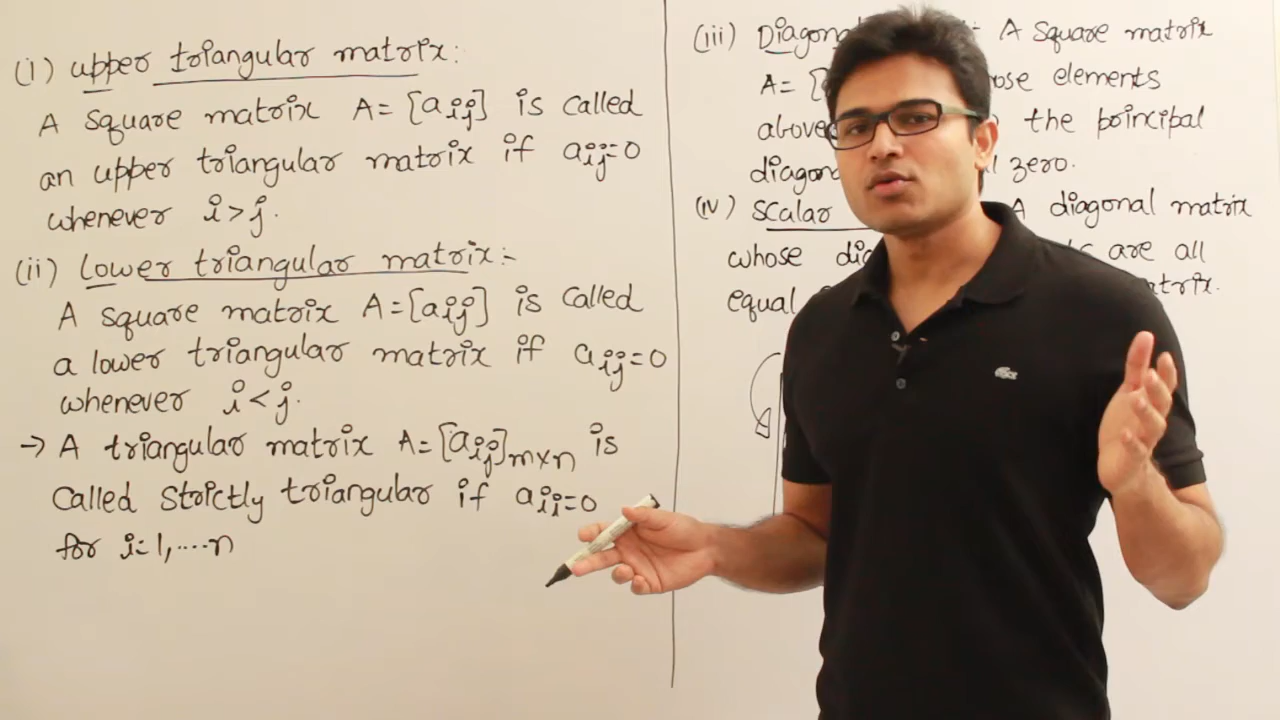 (i) upper triangular matrix:
A square matrix A = [aij] is called
an upper triangular matrix if aij=0
whenever i > j.
(ii) Lower triangular matrix:-
A square matrix A = [aij] is called
a lower triangular matrix if aij=0
whenever i < j.
→ A triangular matrix A = [aij]m×n is
called strictly triangular if aii=0
for i=1,....n
(iii) A square matrix
A = [ elements
above the principal
zero.
(iv) Scalar A diagonal matrix
whose are all
equal